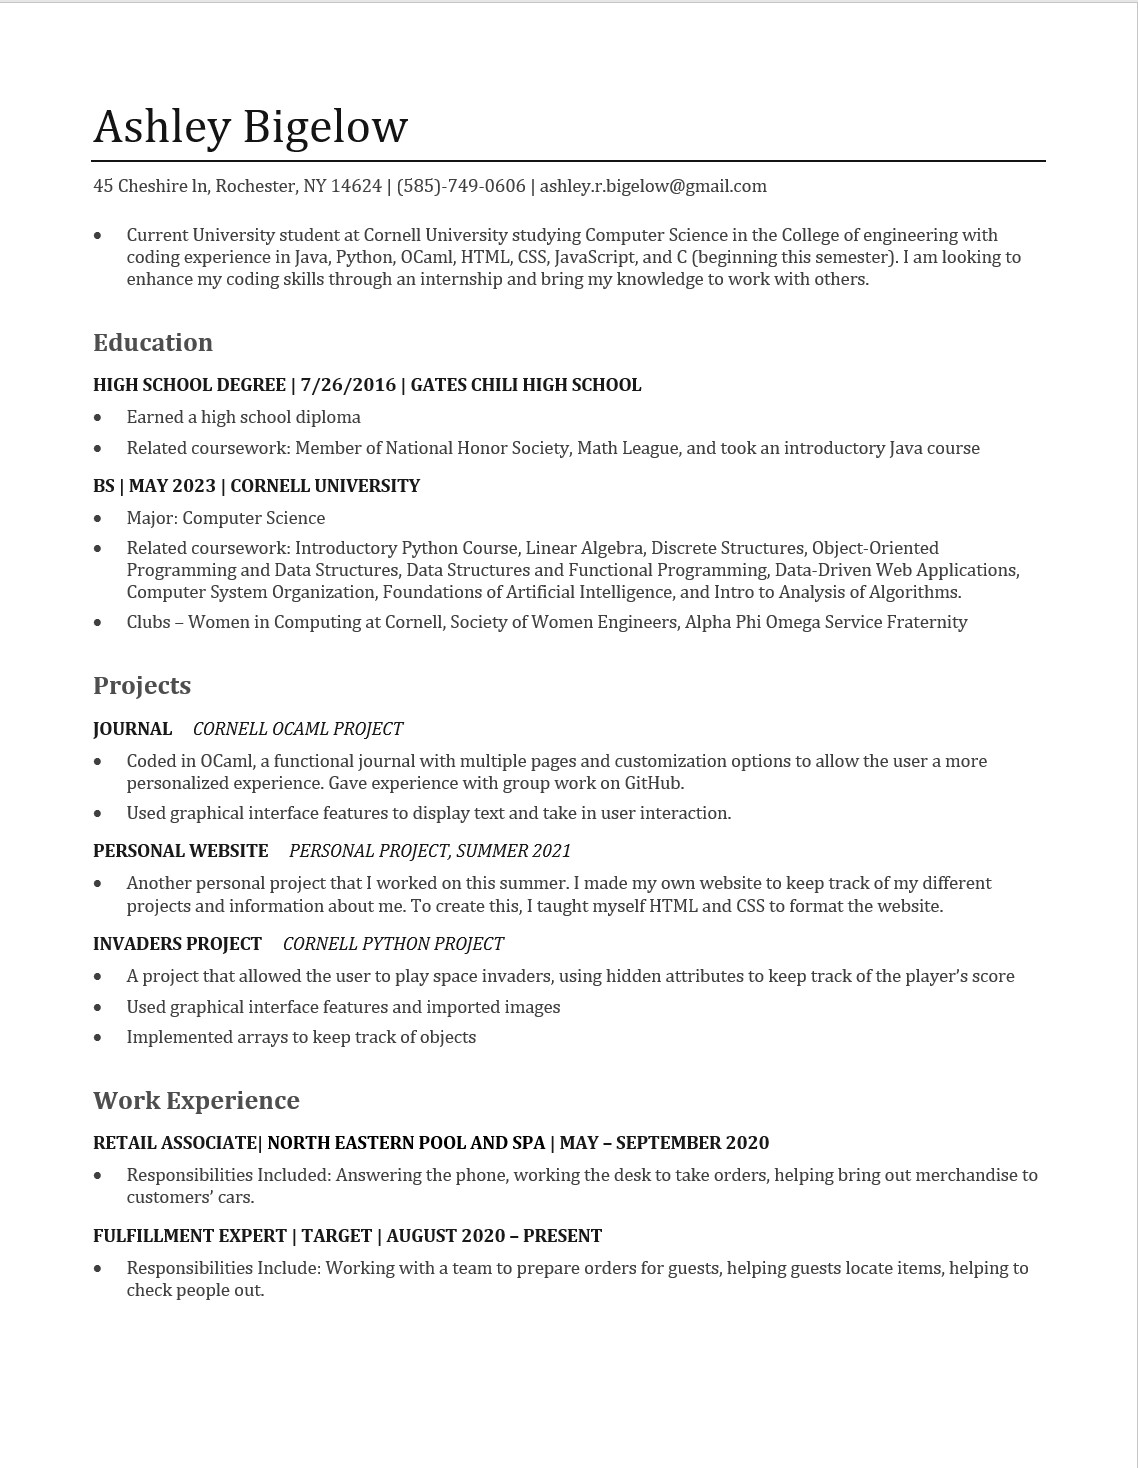 Ashley Bigelow
45 Cheshire ln, Rochester, NY 14624 | (585)-749-0606 | ashley.r.bigelow@gmail.com
• Current University student at Cornell University studying Computer Science in the College of engineering with
coding experience in Java, Python, OCaml, HTML, CSS, JavaScript, and C (beginning this semester). I am looking to
enhance my coding skills through an internship and bring my knowledge to work with others.
Education
HIGH SCHOOL DEGREE | 7/26/2016 | GATES CHILI HIGH SCHOOL
• Earned a high school diploma
• Related coursework: Member of National Honor Society, Math League, and took an introductory Java course
BS | MAY 2023 | CORNELL UNIVERSITY
• Major: Computer Science
• Related coursework: Introductory Python Course, Linear Algebra, Discrete Structures, Object-Oriented
Programming and Data Structures, Data Structures and Functional Programming, Data-Driven Web Applications,
Computer System Organization, Foundations of Artificial Intelligence, and Intro to Analysis of Algorithms.
• Clubs – Women in Computing at Cornell, Society of Women Engineers, Alpha Phi Omega Service Fraternity
Projects
JOURNAL CORNELL OCAML PROJECT
• Coded in OCaml, a functional journal with multiple pages and customization options to allow the user a more
personalized experience. Gave experience with group work on GitHub.
• Used graphical interface features to display text and take in user interaction.
PERSONAL WEBSITE PERSONAL PROJECT, SUMMER 2021
• Another personal project that I worked on this summer. I made my own website to keep track of my different
projects and information about me. To create this, I taught myself HTML and CSS to format the website.
INVADERS PROJECT CORNELL PYTHON PROJECT
• A project that allowed the user to play space invaders, using hidden attributes to keep track of the player’s score
• Used graphical interface features and imported images
• Implemented arrays to keep track of objects
Work Experience
RETAIL ASSOCIATE| NORTH EASTERN POOL AND SPA | MAY – SEPTEMBER 2020
• Responsibilities Included: Answering the phone, working the desk to take orders, helping bring out merchandise to
customers’ cars.
FULFILLMENT EXPERT | TARGET | AUGUST 2020 – PRESENT
• Responsibilities Include: Working with a team to prepare orders for guests, helping guests locate items, helping to
check people out.